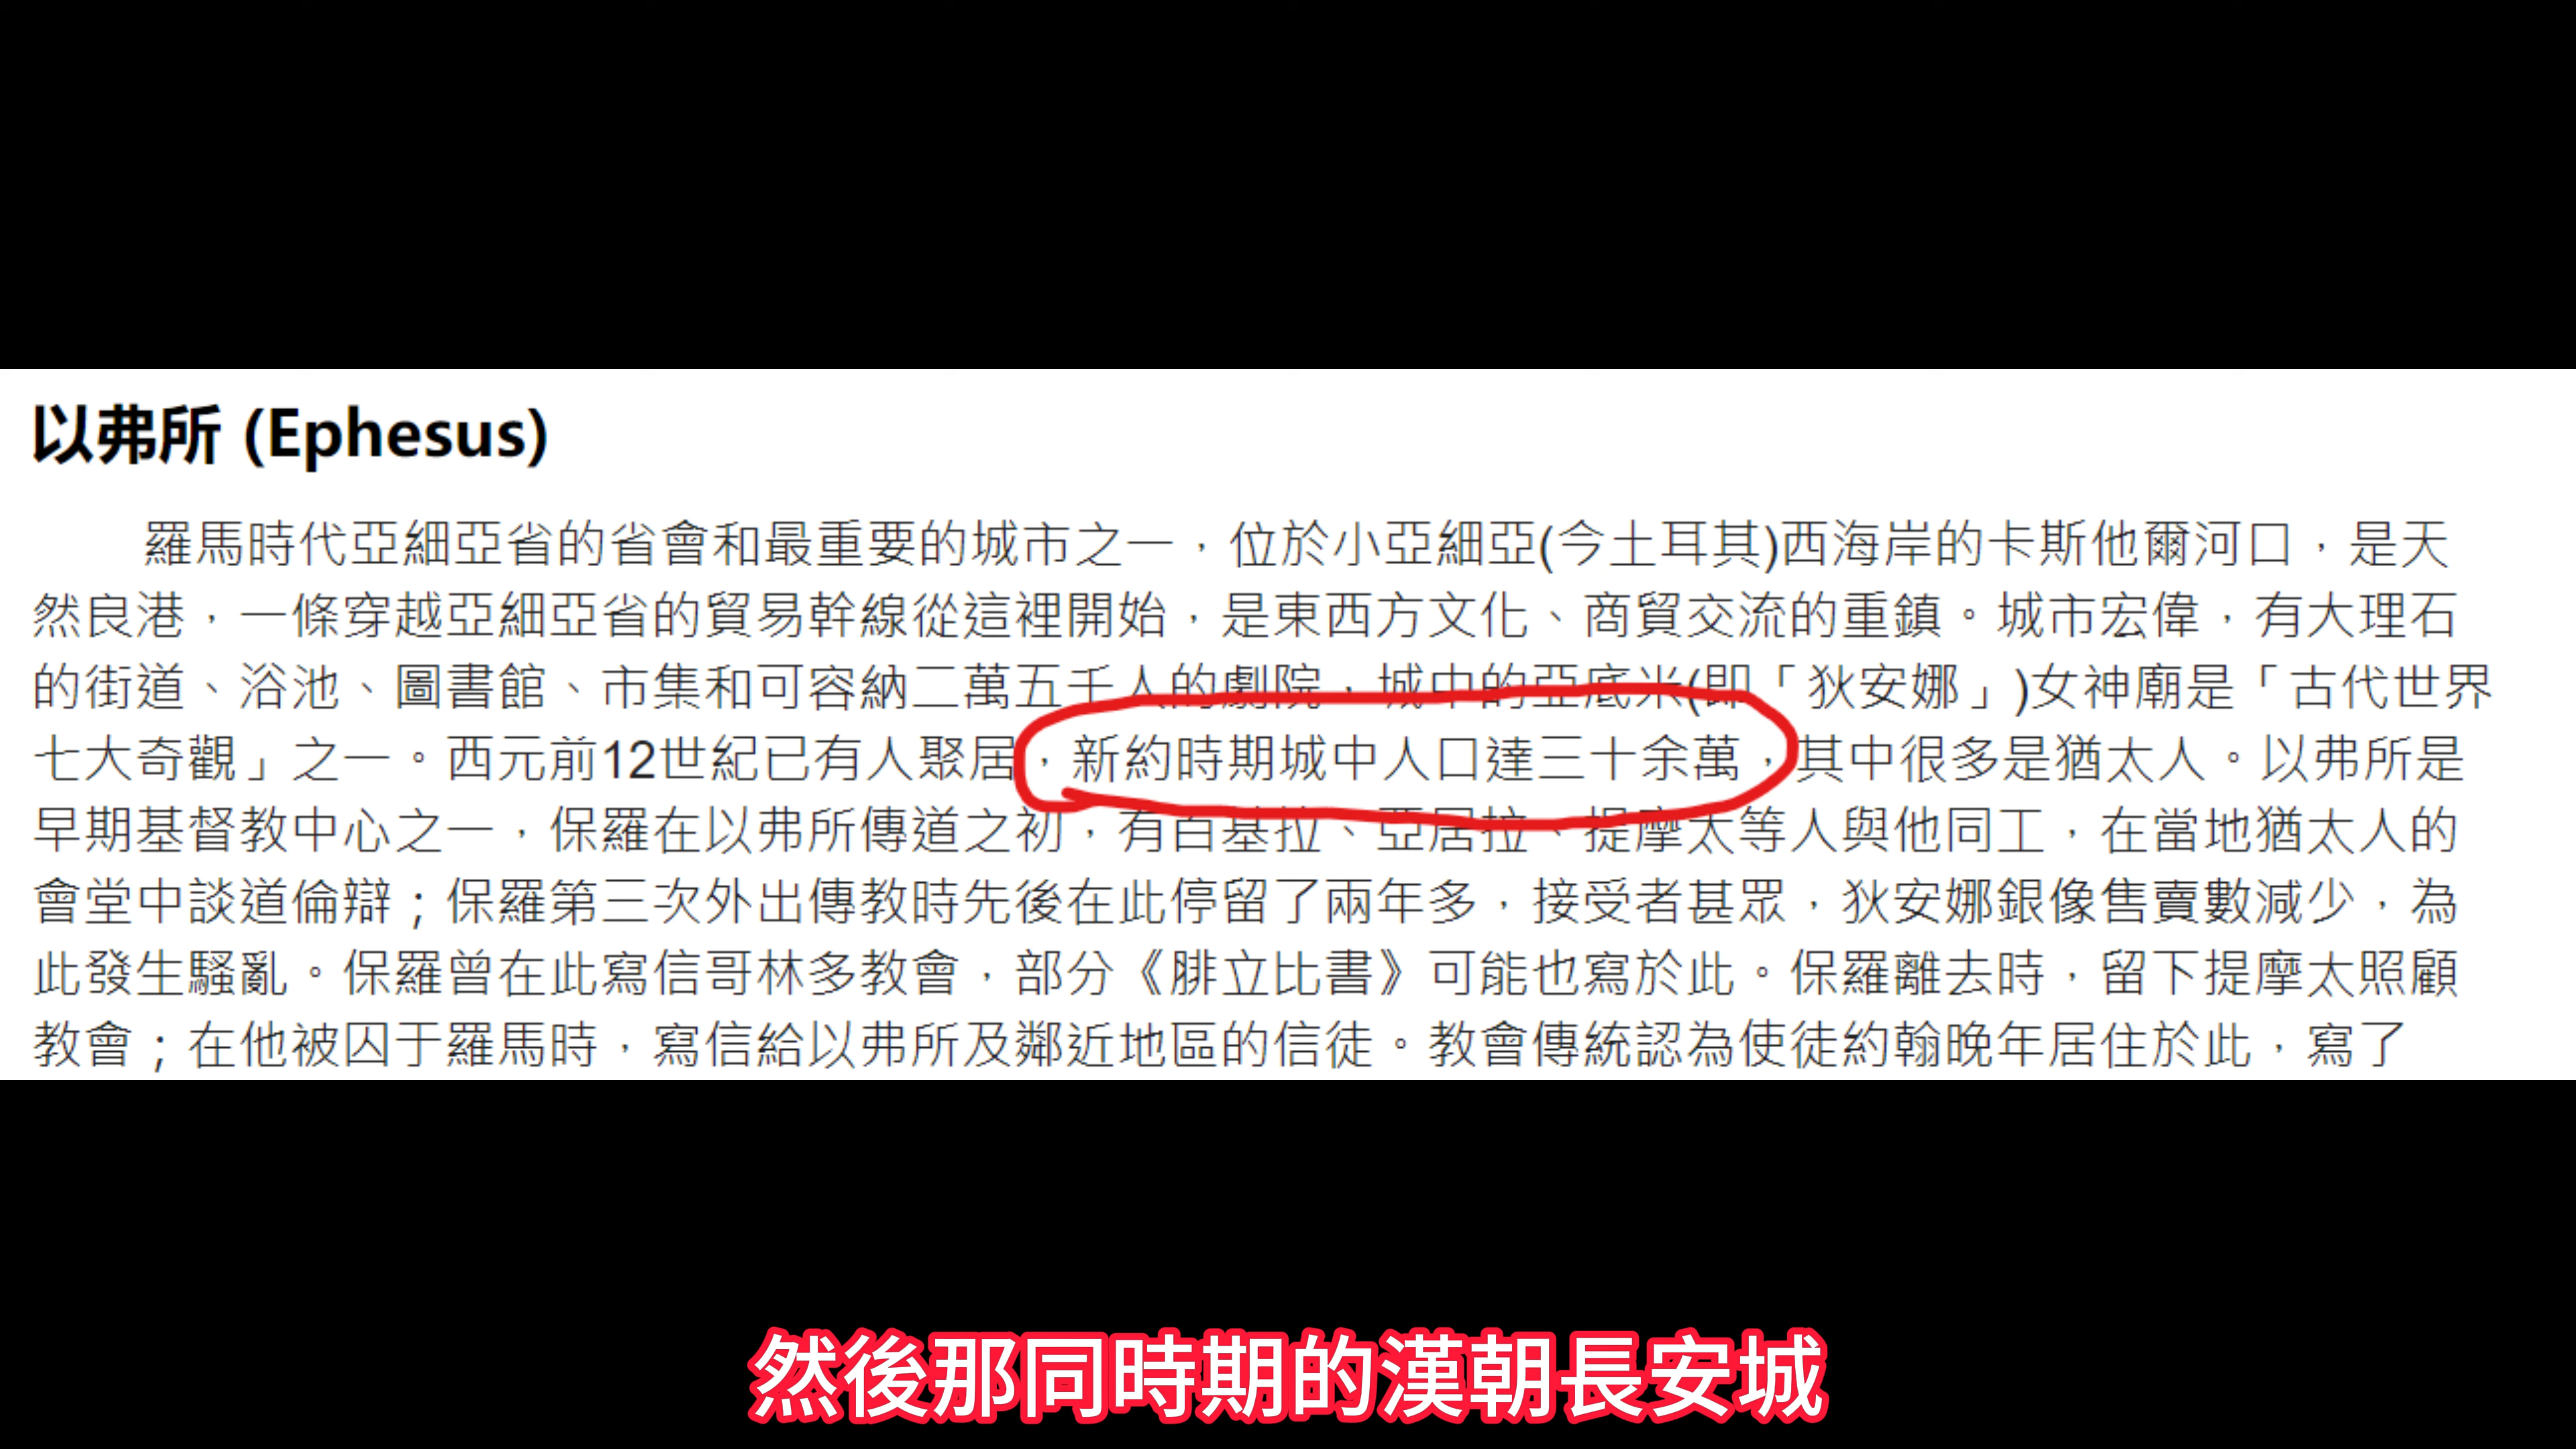 以弗所 (Ephesus)
羅馬時代亞細亞省的省會和最重要的城市之一，位於小亞細亞(今土耳其)西海岸的卡斯他爾河口，是天
然良港，一條穿越亞細亞省的貿易幹線從這裡開始，是東西方文化、商貿交流的重鎮。城市宏偉，有大理石
的街道、浴池、圖書館、市集和可容納二萬五千人的劇院，城中的亞底米(即「狄安娜」)女神廟是「古代世界
七大奇觀」之一。西元前12世紀已有人聚居，新約時期城中人口達三十余萬，其中很多是猶太人。以弗所是
早期基督教中心之一，保羅在以弗所傳道之初，有百基拉、亞居拉、提摩太等人與他同工，在當地猶太人的
會堂中談道倫辯；保羅第三次外出傳教時先後在此停留了兩年多，接受者甚眾，狄安娜銀像售賣數減少，為
此發生騷亂。保羅曾在此寫信哥林多教會，部分《腓立比書》可能也寫於此。保羅離去時，留下提摩太照顧
教會；在他被囚于羅馬時，寫信給以弗所及鄰近地區的信徒。教會傳統認為使徒約翰晚年居住於此，寫了
然後那同時期的漢朝長安城